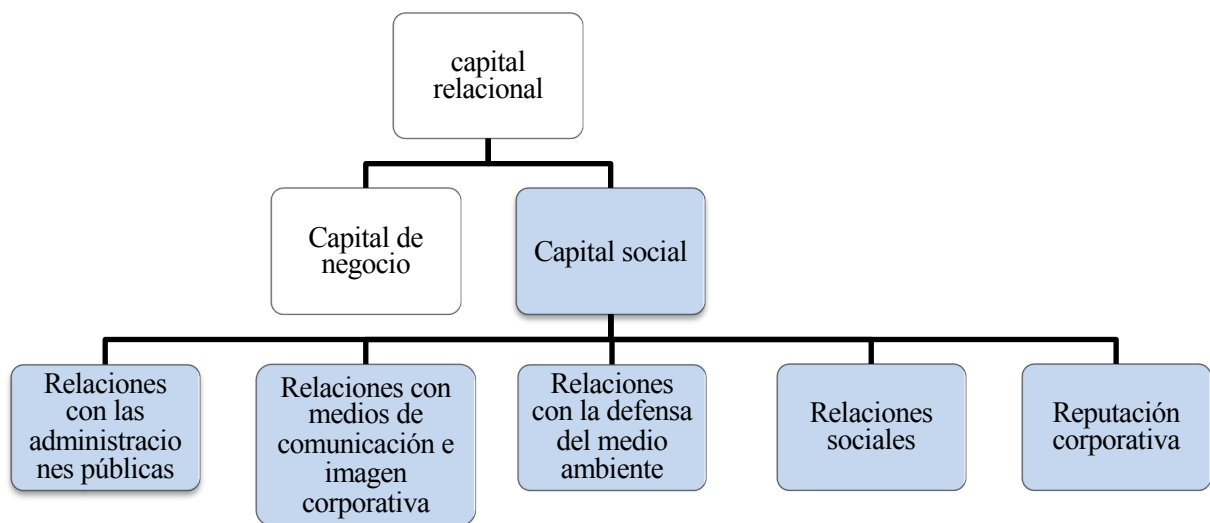 capital
relacional
Capital de
negocio
Capital social
Relaciones
con las
administracio
nes públicas
Relaciones con
medios de
comunicación e
imagen
corporativa
Relaciones
con la defensa
del medio
ambiente
Relaciones
sociales
Reputación
corporativa